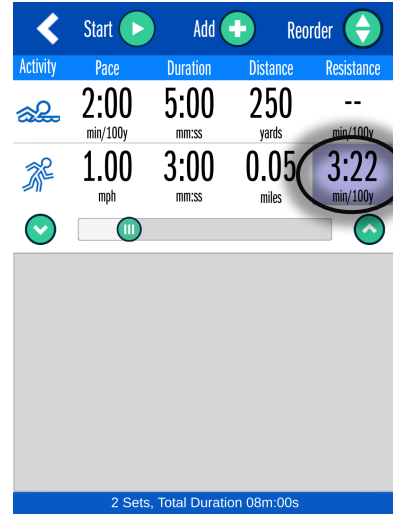 Start Add Reorder
Activity Pace Duration Distance Resistance
2:00 5:00 250 --
min/100y mm:ss yards min/100y
1.00 3:00 0.05 3:22
mph mm:ss miles min/100y
2 Sets, Total Duration 08m:00s